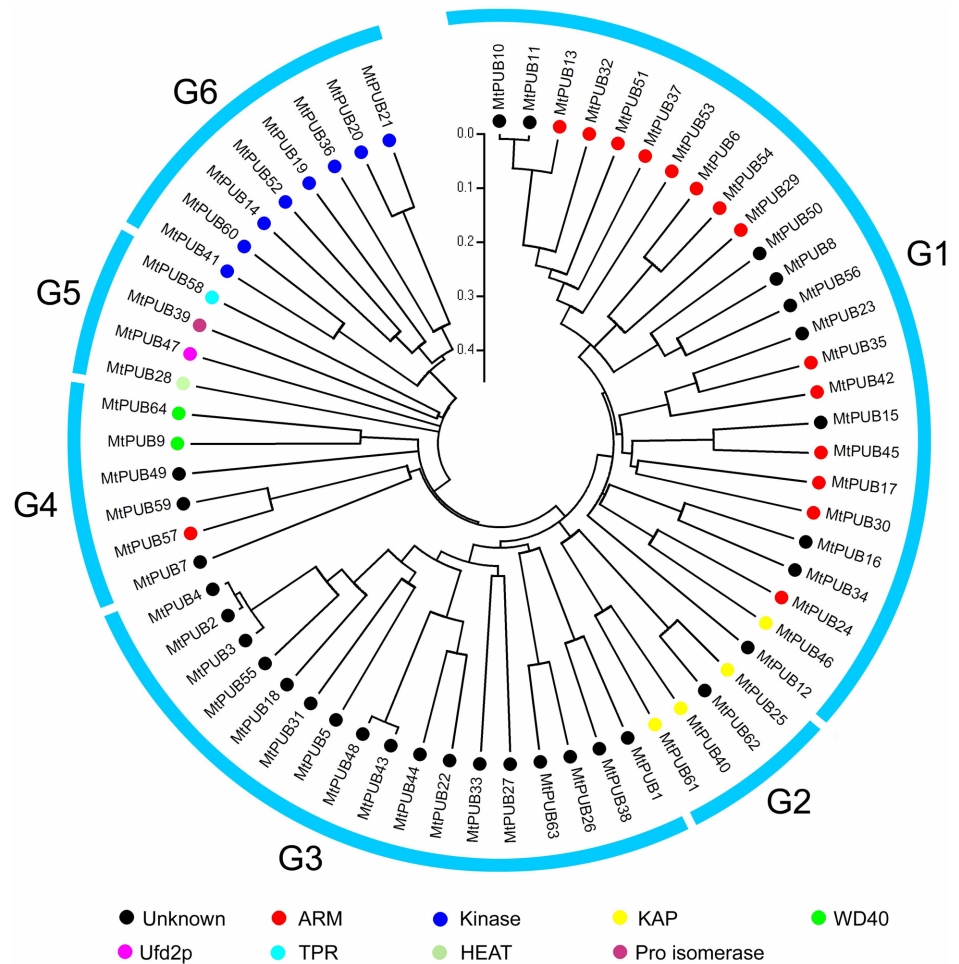 MtPUB10
MtPUB11
MtPUB13
MtPUB32
MtPUB51
MtPUB37
MtPUB53
MtPUB6
MtPUB54
MtPUB29
MtPUB50
MtPUB8
MtPUB56
MtPUB23
MtPUB35
MtPUB42
MtPUB15
MtPUB45
MtPUB17
MtPUB30
MtPUB16
MtPUB34
MtPUB24
MtPUB46
MtPUB12
MtPUB25
MtPUB62
MtPUB40
MtPUB61
MtPUB1
MtPUB38
MtPUB26
MtPUB63
MtPUB27
MtPUB33
MtPUB22
MtPUB44
MtPUB43
MtPUB48
MtPUB5
MtPUB31
MtPUB18
MtPUB55
MtPUB3
MtPUB2
MtPUB4
MtPUB7
MtPUB57
MtPUB59
MtPUB49
MtPUB9
MtPUB64
MtPUB28
MtPUB47
MtPUB39
MtPUB58
MtPUB41
MtPUB60
MtPUB14
MtPUB52
MtPUB19
MtPUB36
MtPUB20
MtPUB21
0.0
0.1
0.2
0.3
0.4
G1
G2
G3
G4
G5
G6
Unknown
ARM
Kinase
KAP
WD40
Ufd2p
TPR
HEAT
Pro isomerase